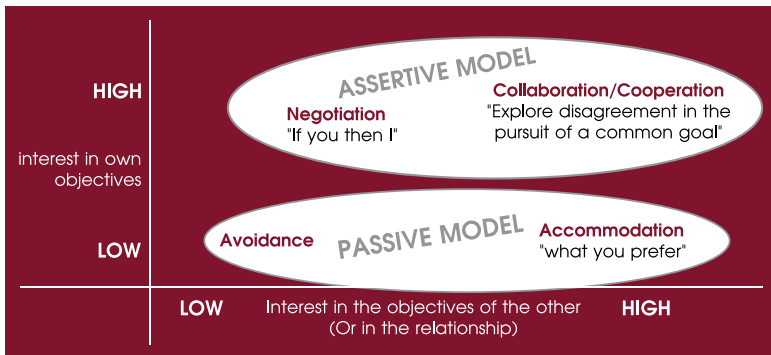 ASSERTIVE MODEL
HIGH
Collaboration/Cooperation
"Explore disagreement in the
pursuit of a common goal"
Negotiation
"If you then I"
interest in own
objectives
PASSIVE MODEL
Avoidance
Accommodation
"what you prefer"
LOW
LOW
Interest in the objectives of the other
(Or in the relationship)
HIGH